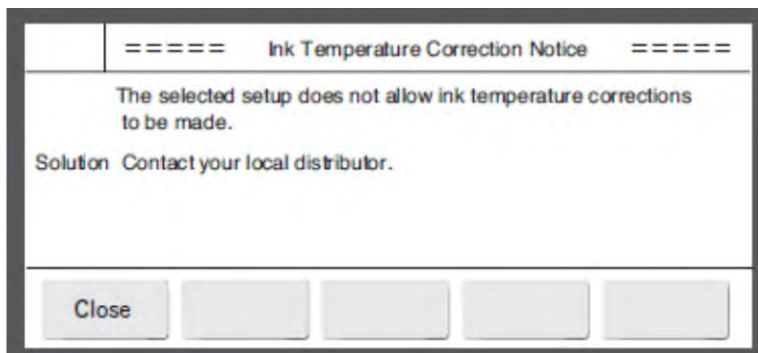 ===== Ink Temperature Correction Notice =====
The selected setup does not allow ink temperature corrections
to be made.
Solution Contact your local distributor.
Close